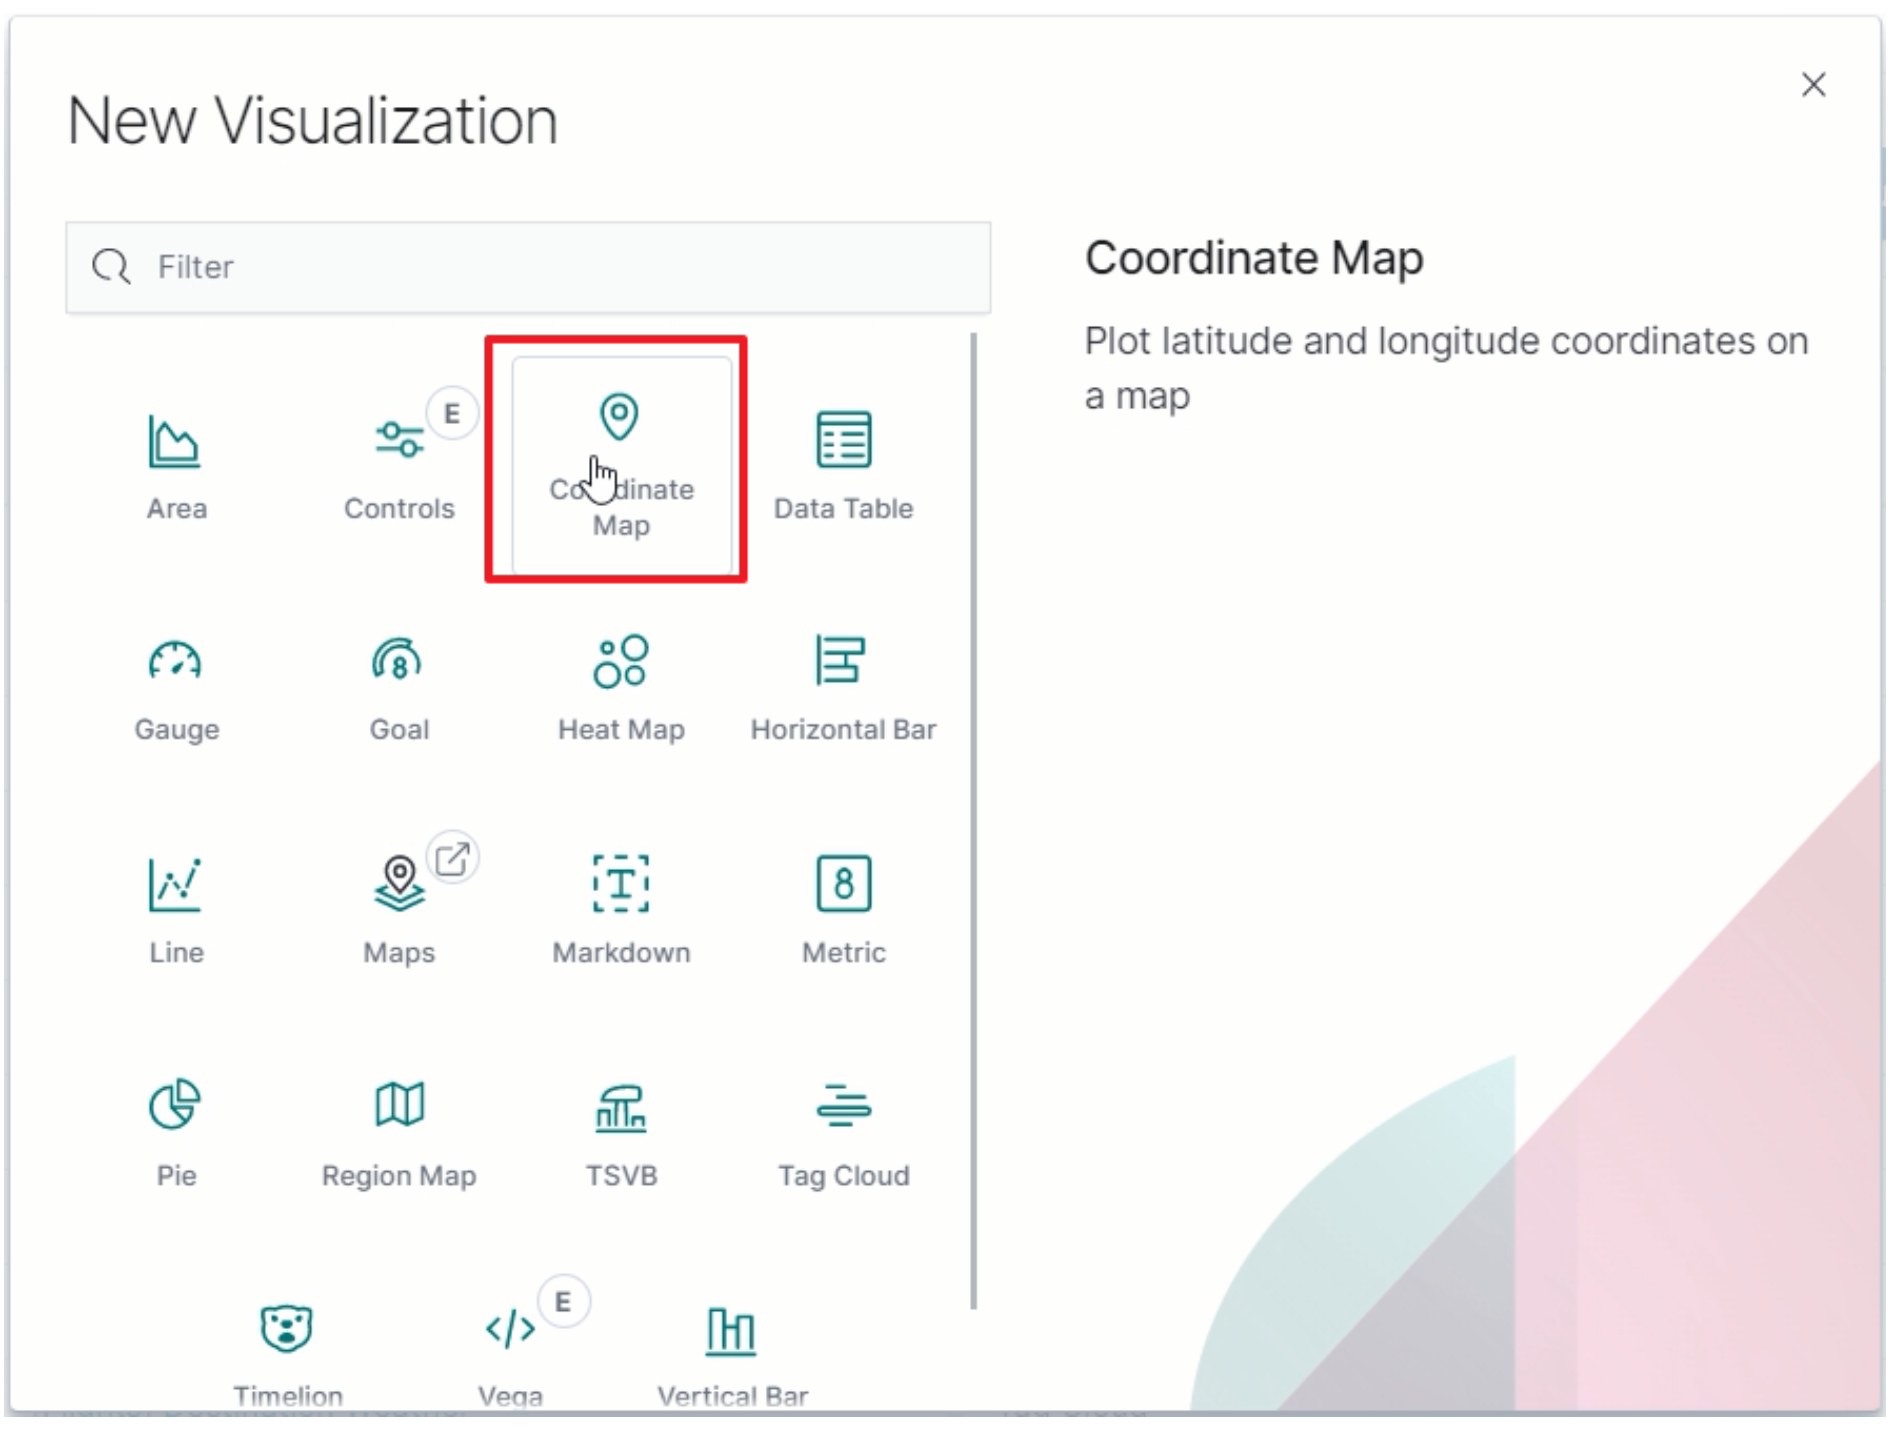 New Visualization
Filter
Coordinate Map
Plot latitude and longitude coordinates on
a map
E
Area
Controls
Coordinate
Map
Data Table
8
Gauge
Goal
Heat Map
Horizontal Bar
T
8
Line
Maps
Markdown
Metric
Pie
Region Map
TSVB
Tag Cloud
E
Timelion
Vega
Vertical Bar